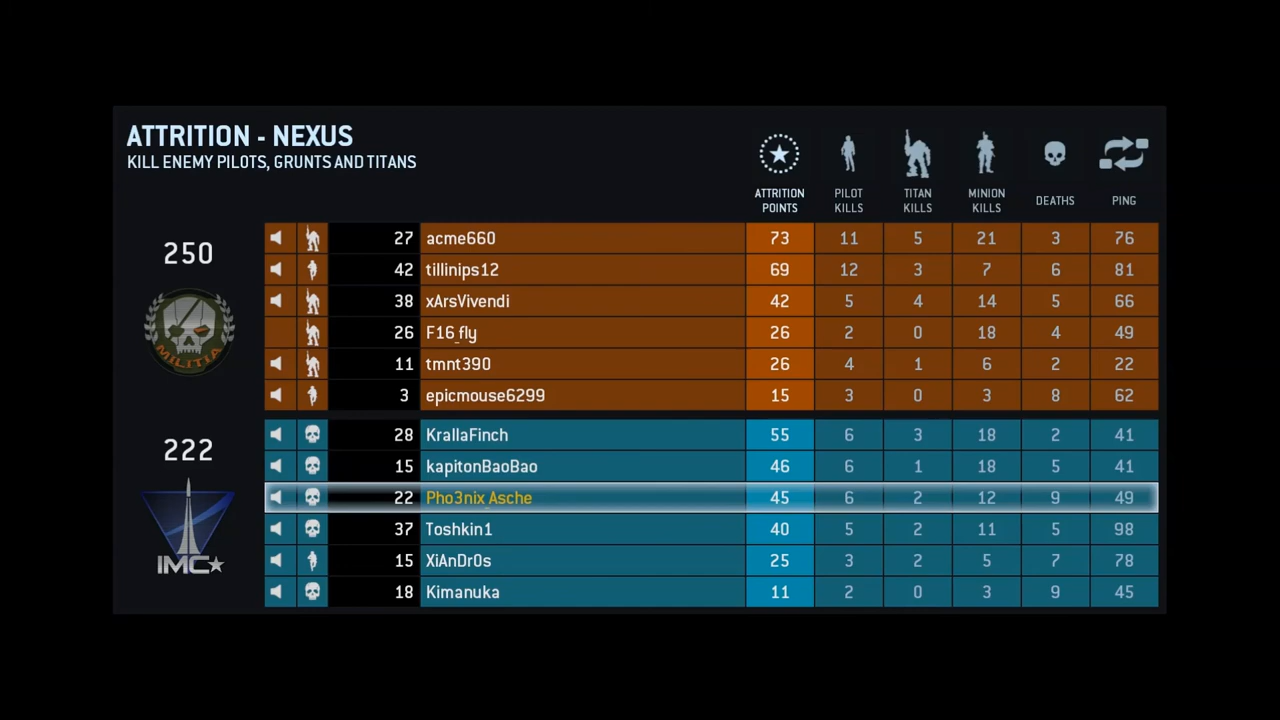 ATTRITION - NEXUS
KILL ENEMY PILOTS, GRUNTS AND TITANS
ATTRITION POINTS PILOT KILLS TITAN KILLS MINION KILLS DEATHS PING
250
MILITIA
27 acme660 73 11 5 21 3 76
42 tillinips12 69 12 3 7 6 81
38 xArsVivendi 42 5 4 14 5 66
26 F16_fly 26 2 0 18 4 49
11 tmnt390 26 4 1 6 2 22
3 epicmouse6299 15 3 0 3 8 62
222
IMC
28 KrallaFinch 55 6 3 18 2 41
15 kapitonBaoBao 46 6 1 18 5 41
22 Pho3nix_Asche 45 6 2 12 9 49
37 Toshkin1 40 5 2 11 5 98
15 XiAnDr0s 25 3 2 5 7 78
18 Kimanuka 11 2 0 3 9 45